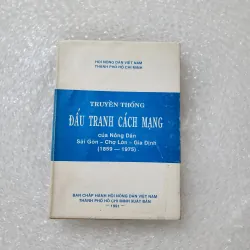 HỘI NÔNG DÂN VIỆT NAM
THÀNH PHỐ HỒ CHÍ MINH
TRUYỀN THỐNG
ĐẤU TRANH CÁCH MẠNG
của Nông Dân
Sài Gòn – Chợ Lớn – Gia Định
(1859 — 1975)
BAN CHẤP HÀNH HỘI NÔNG DÂN VIỆT NAM
THÀNH PHỐ HỒ CHÍ MINH XUẤT BẢN
– 1991 –